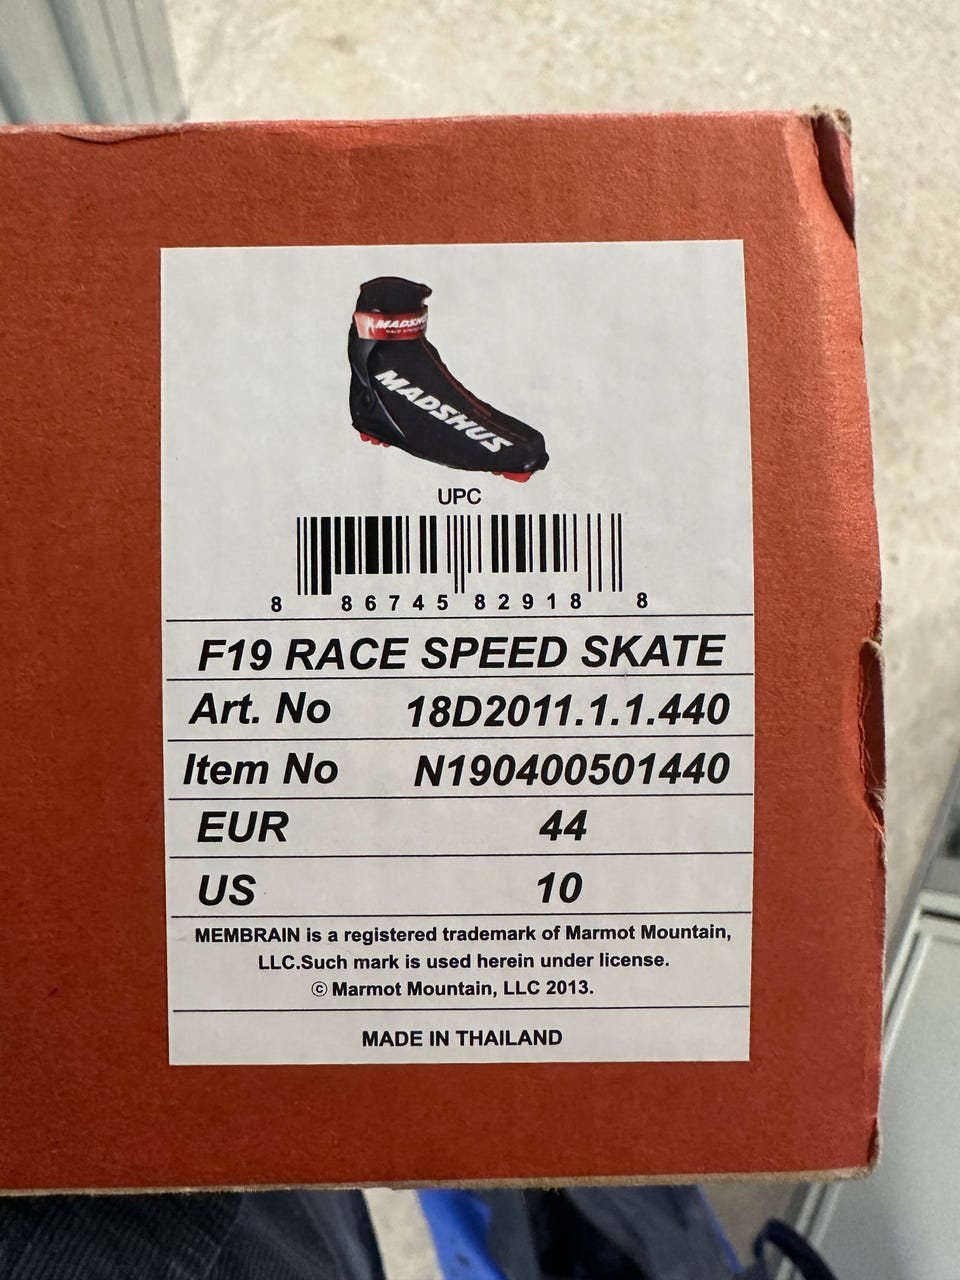 MADSHUS
UPC
8 86745 82918 8
F19 RACE SPEED SKATE
Art. No 18D2011.1.1.440
Item No N190400501440
EUR 44
US 10
MEMBRAIN is a registered trademark of Marmot Mountain,
LLC.Such mark is used herein under license.
© Marmot Mountain, LLC 2013.
MADE IN THAILAND